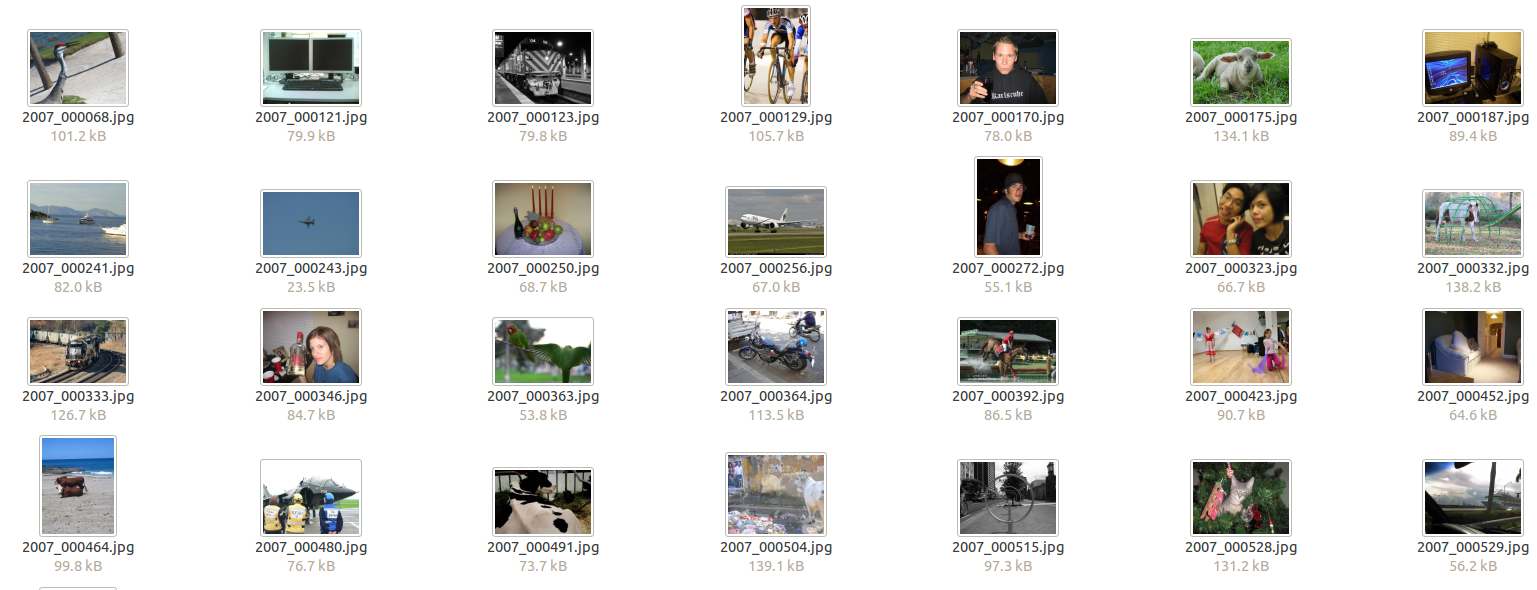 2007_000068.jpg 2007_000121.jpg 2007_000123.jpg 2007_000129.jpg 2007_000170.jpg 2007_000175.jpg 2007_000187.jpg
101.2 kB 79.9 kB 79.8 kB 105.7 kB 78.0 kB 134.1 kB 89.4 kB
2007_000241.jpg 2007_000243.jpg 2007_000250.jpg 2007_000256.jpg 2007_000272.jpg 2007_000323.jpg 2007_000332.jpg
82.0 kB 23.5 kB 68.7 kB 67.0 kB 55.1 kB 66.7 kB 138.2 kB
2007_000333.jpg 2007_000346.jpg 2007_000363.jpg 2007_000364.jpg 2007_000392.jpg 2007_000423.jpg 2007_000452.jpg
126.7 kB 84.7 kB 53.8 kB 113.5 kB 86.5 kB 90.7 kB 64.6 kB
2007_000464.jpg 2007_000480.jpg 2007_000491.jpg 2007_000504.jpg 2007_000515.jpg 2007_000528.jpg 2007_000529.jpg
99.8 kB 76.7 kB 73.7 kB 139.1 kB 97.3 kB 131.2 kB 56.2 kB
Karlsruhe